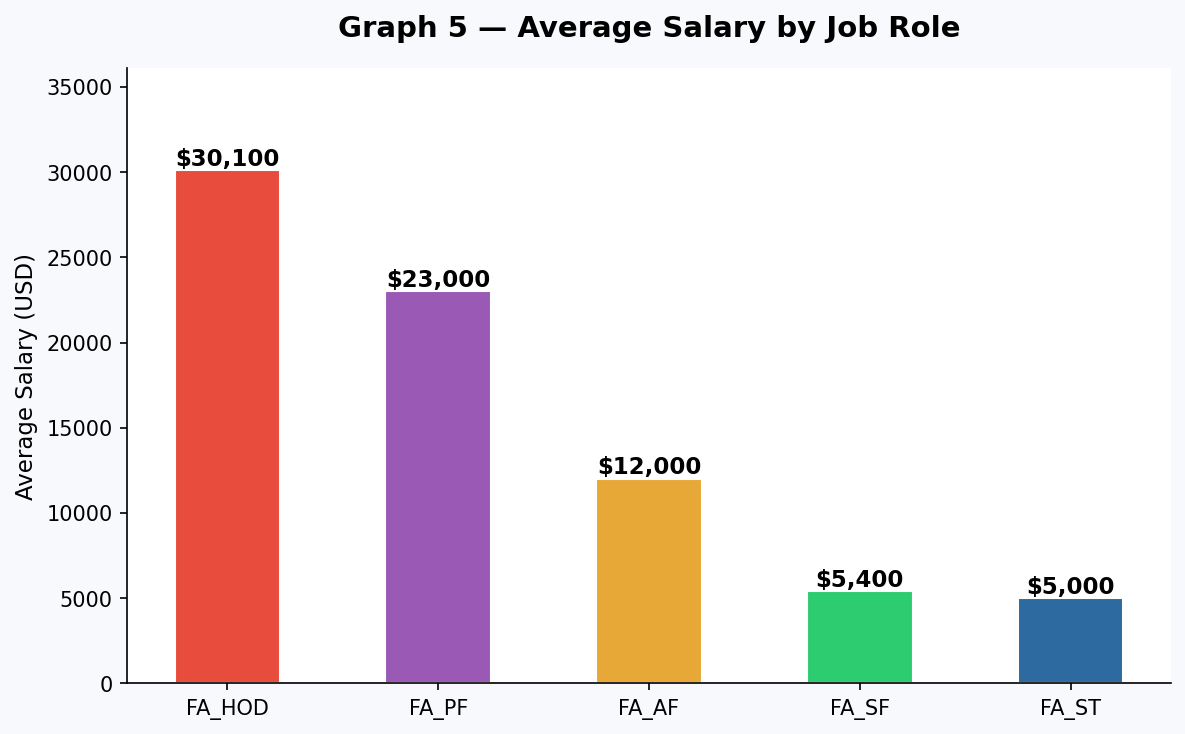 Graph 5 — Average Salary by Job Role
Average Salary (USD)
35000
30000
25000
20000
15000
10000
5000
0
$30,100
$23,000
$12,000
$5,400
$5,000
FA_HOD
FA_PF
FA_AF
FA_SF
FA_ST